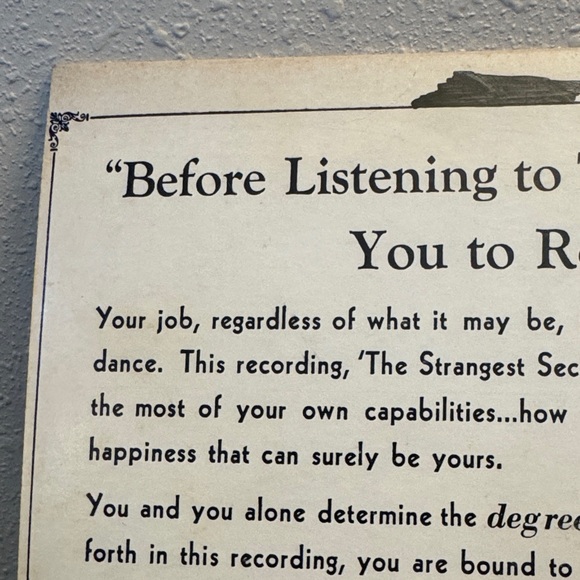 “Before Listening to
You to
Your job, regardless of what it may be,
dance. This recording, ‘The Strangest
the most of your own capabilities...how
happiness that can surely be yours.
You and you alone determine the
forth in this recording, you are bound to